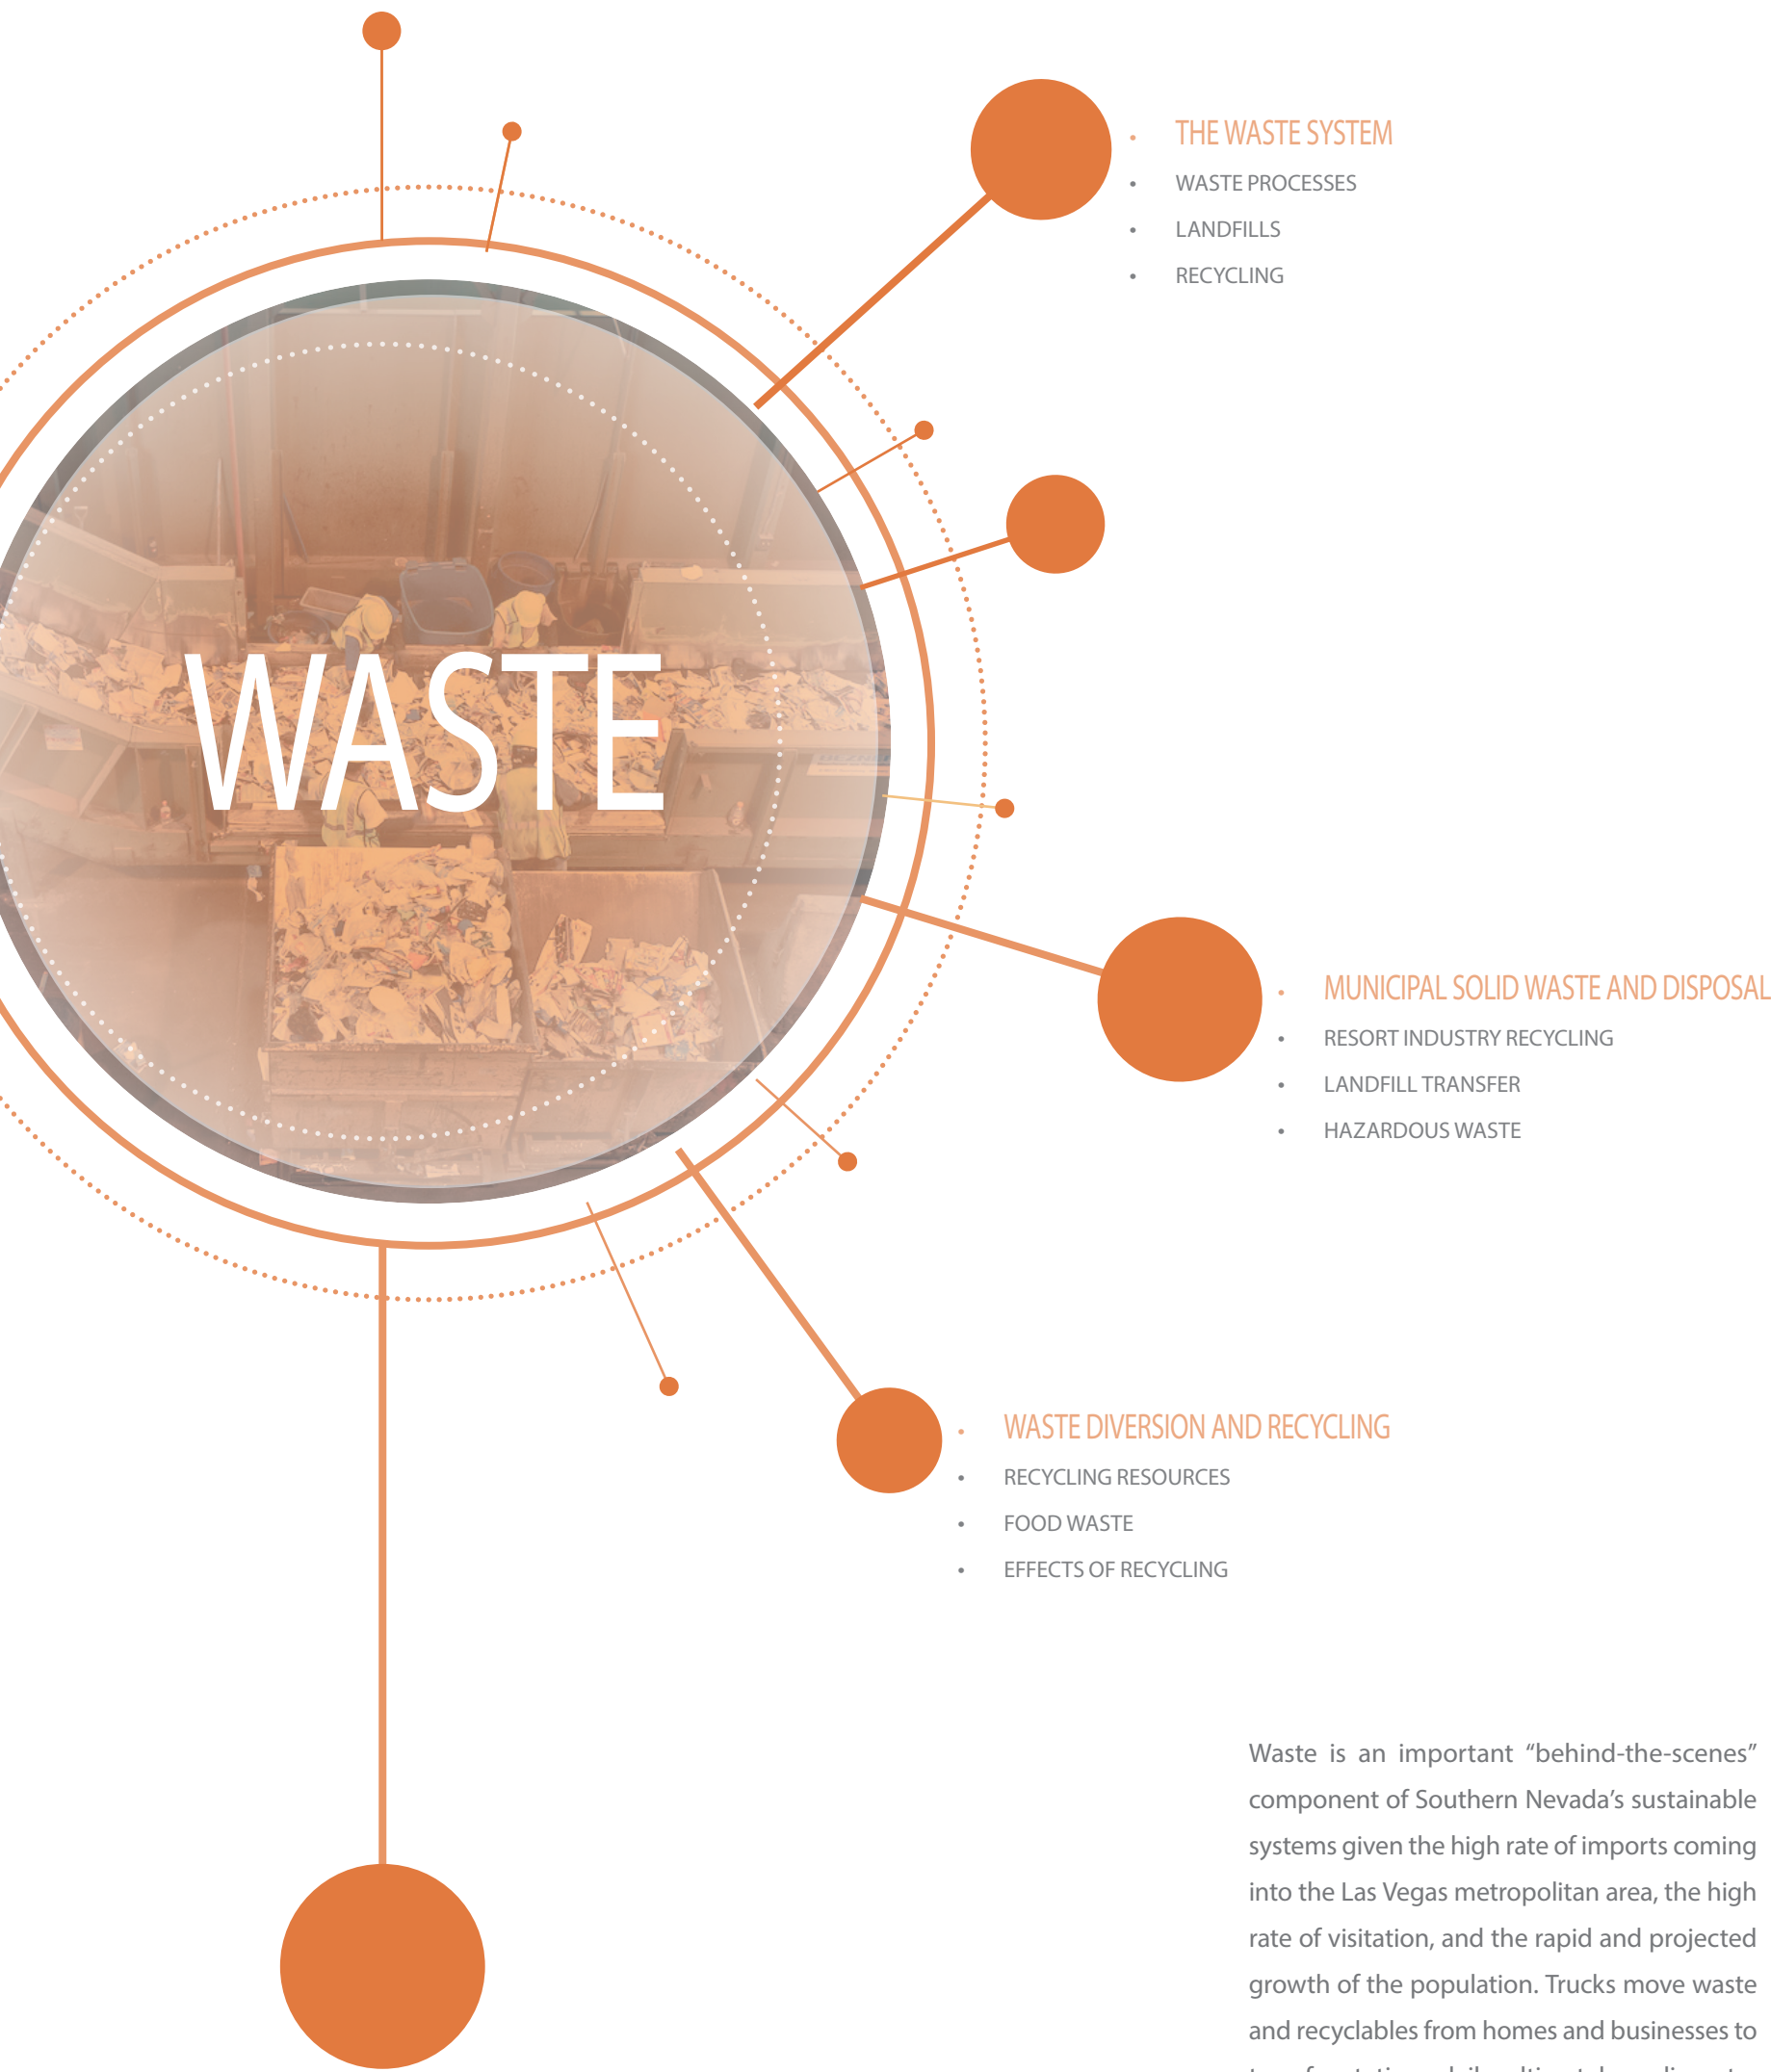 • THE WASTE SYSTEM
• WASTE PROCESSES
• LANDFILLS
• RECYCLING
WASTE
• MUNICIPAL SOLID WASTE AND DISPOSAL
• RESORT INDUSTRY RECYCLING
• LANDFILL TRANSFER
• HAZARDOUS WASTE
• WASTE DIVERSION AND RECYCLING
• RECYCLING RESOURCES
• FOOD WASTE
• EFFECTS OF RECYCLING
Waste is an important “behind-the-scenes”
component of Southern Nevada’s sustainable
systems given the high rate of imports coming
into the Las Vegas metropolitan area, the high
rate of visitation, and the rapid and projected
growth of the population. Trucks move waste
and recyclables from homes and businesses to